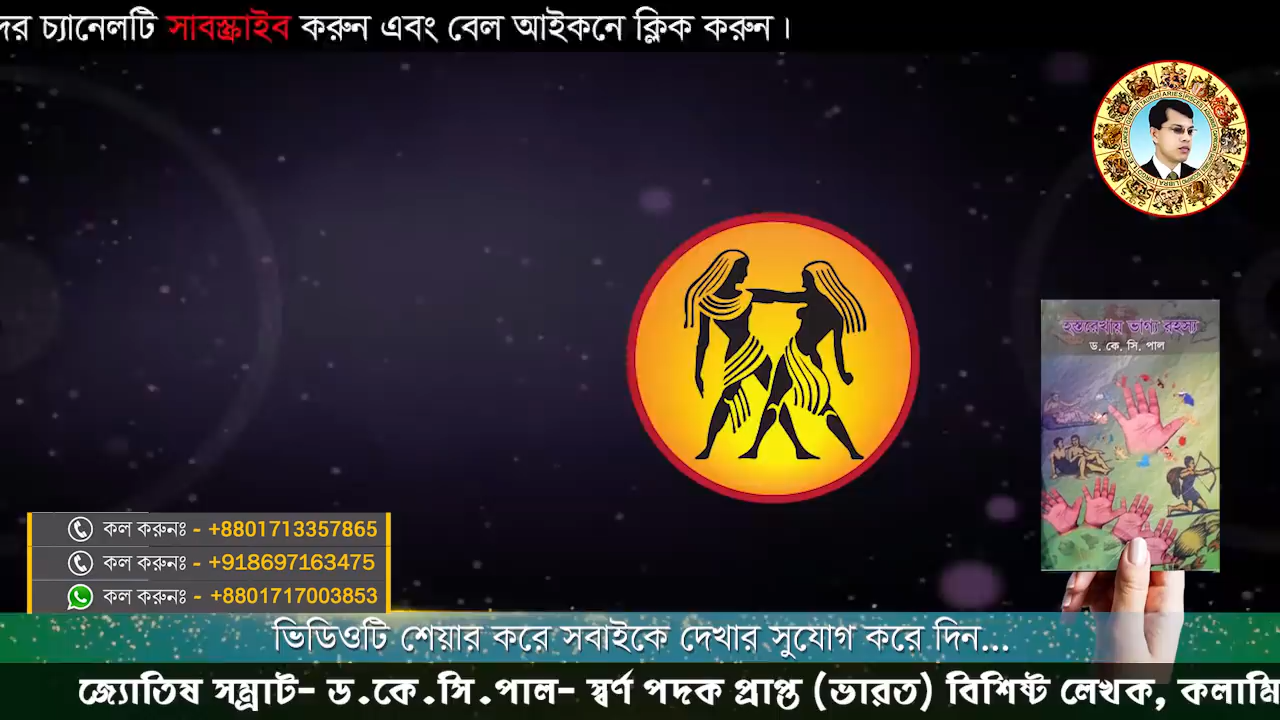 চ্যানেলটি সাবস্ক্রাইব করুন এবং বেল আইকনে ক্লিক করুন।
হস্তরেখায় ভাগ্য রহস্য
ড. কে. সি. পাল
কল করুনঃ - +8801713357865
কল করুনঃ - +918697163475
কল করুনঃ - +8801717003853
ভিডিওটি শেয়ার করে সবাইকে দেখার সুযোগ করে দিন...
জ্যোতিষ সম্রাট- ড.কে.সি.পাল- স্বর্ণ পদক প্রাপ্ত (ভারত) বিশিষ্ট লেখক,